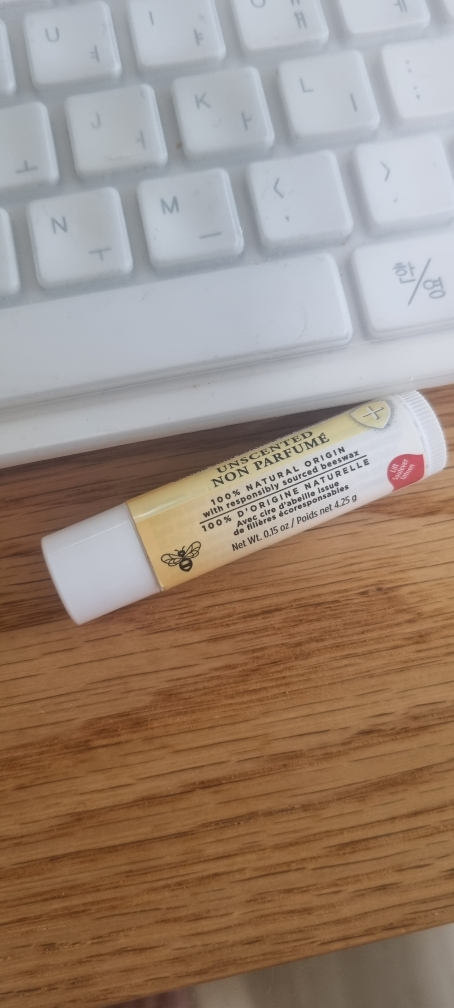 U
ㅕ
I
ㅑ
J
ㅓ
K
ㅏ
L
ㅣ
:
;
ㅗ
N
ㅜ
M
ㅡ
<
,
>
.
한/영
UNSCENTED
NON PARFUMÉ
100% NATURAL ORIGIN
with responsibly sourced beeswax
100% D'ORIGINE NATURELLE
Avec cire d'abeille issue
de filières écoresponsables
Net Wt. 0.15 oz / Poids net 4.25 g
Lift